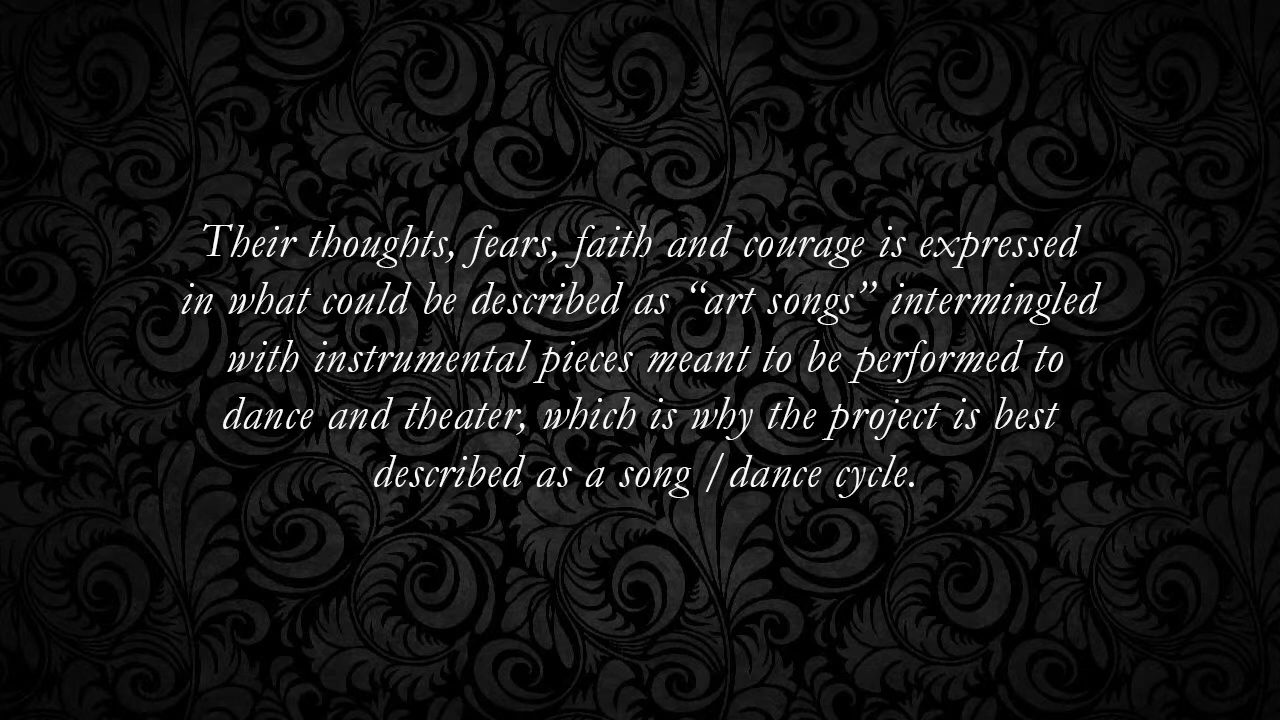 Their thoughts, fears, faith and courage is expressed
in what could be described as “art songs” intermingled
with instrumental pieces meant to be performed to
dance and theater, which is why the project is best
described as a song / dance cycle.